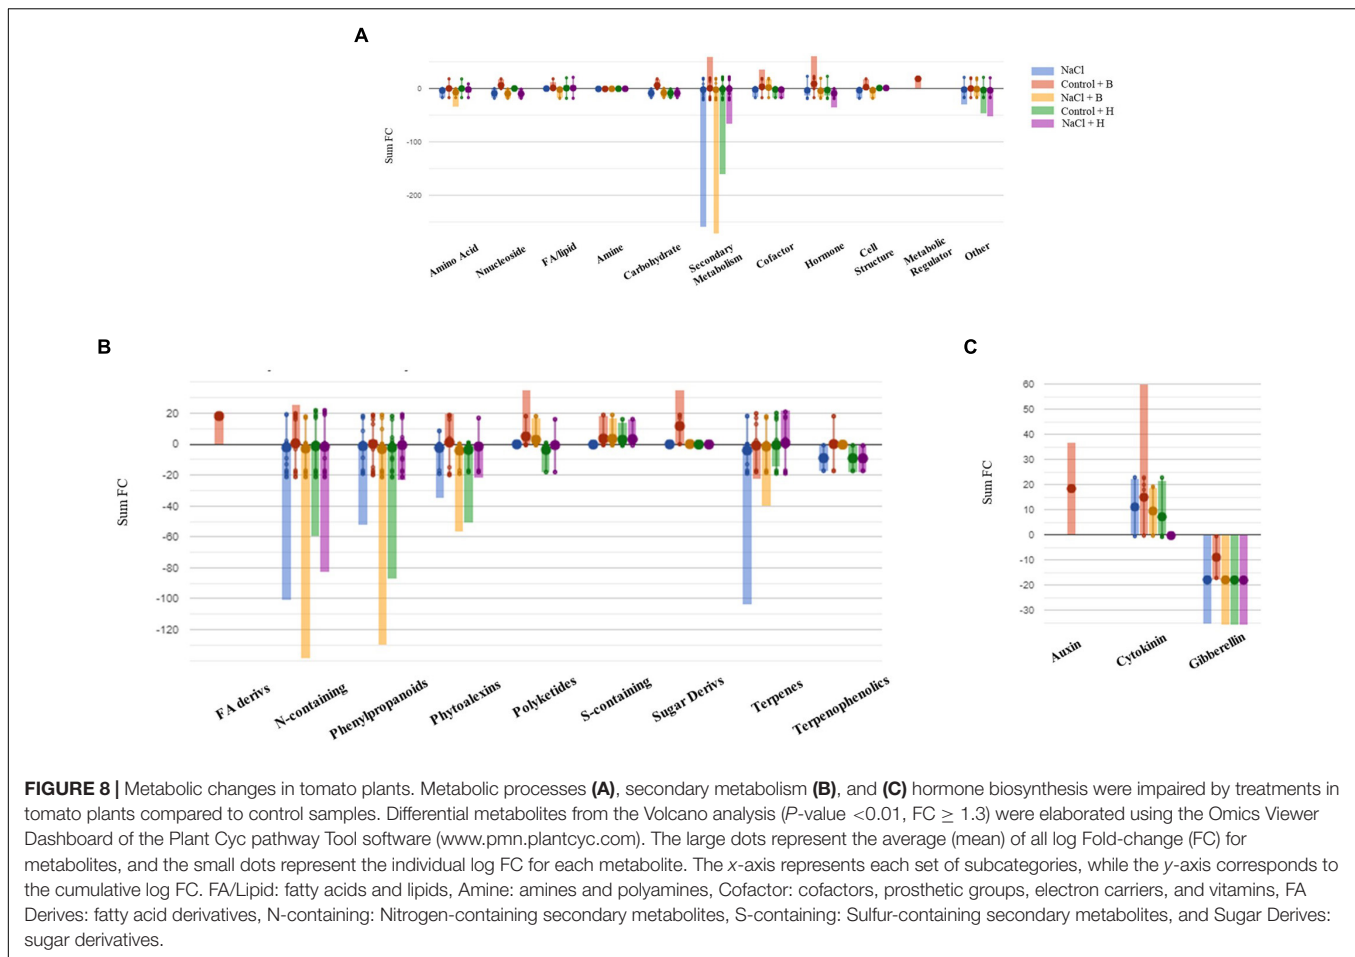 A
NaCl
Control + B
NaCl + B
Control + H
NaCl + H
Sum FC
0
-100
-200
Amino Acid
Nnucleoside
FA/lipid
Amine
Carbohydrate
Secondary
Metabolism
Cofactor
Hormone
Cell
Structure
Metabolic
Regulator
Other
B
Sum FC
20
0
-20
-40
-60
-80
-100
-120
FA derivs
N-containing
Phenylpropanoids
Phytoalexins
Polyketides
S-containing
Sugar Derivs
Terpenes
Terpenophenolics
C
Sum FC
60
50
40
30
20
10
0
-10
-20
-30
Auxin
Cytokinin
Gibberellin
FIGURE 8 | Metabolic changes in tomato plants. Metabolic processes (A), secondary metabolism (B), and (C) hormone biosynthesis were impaired by treatments in
tomato plants compared to control samples. Differential metabolites from the Volcano analysis (P-value <0.01, FC ≥ 1.3) were elaborated using the Omics Viewer
Dashboard of the Plant Cyc pathway Tool software (www.pmn.plantcyc.com). The large dots represent the average (mean) of all log Fold-change (FC) for
metabolites, and the small dots represent the individual log FC for each metabolite. The x-axis represents each set of subcategories, while the y-axis corresponds to
the cumulative log FC. FA/Lipid: fatty acids and lipids, Amine: amines and polyamines, Cofactor: cofactors, prosthetic groups, electron carriers, and vitamins, FA
Derives: fatty acid derivatives, N-containing: Nitrogen-containing secondary metabolites, S-containing: Sulfur-containing secondary metabolites, and Sugar Derives:
sugar derivatives.